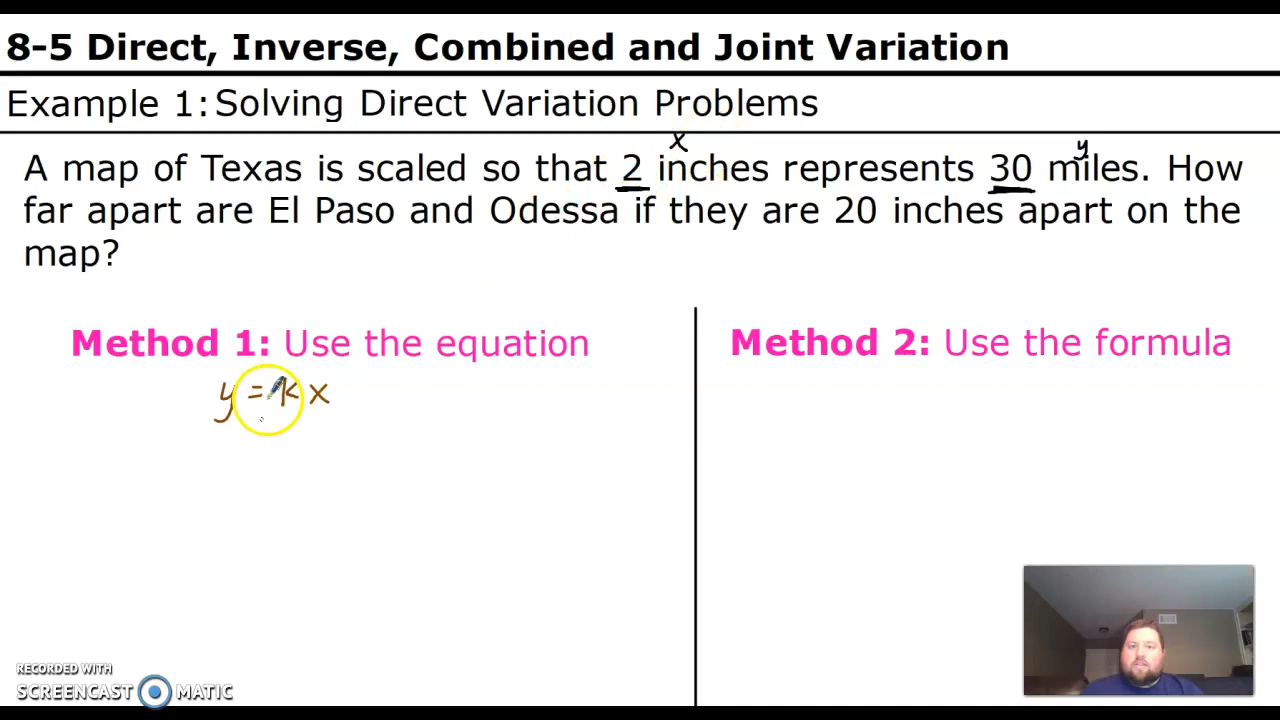 8-5 Direct, Inverse, Combined and Joint Variation
Example 1: Solving Direct Variation Problems
x y
A map of Texas is scaled so that 2 inches represents 30 miles. How
far apart are El Paso and Odessa if they are 20 inches apart on the
map?
Method 1: Use the equation
y = k x
Method 2: Use the formula
RECORDED WITH
SCREENCAST MATIC